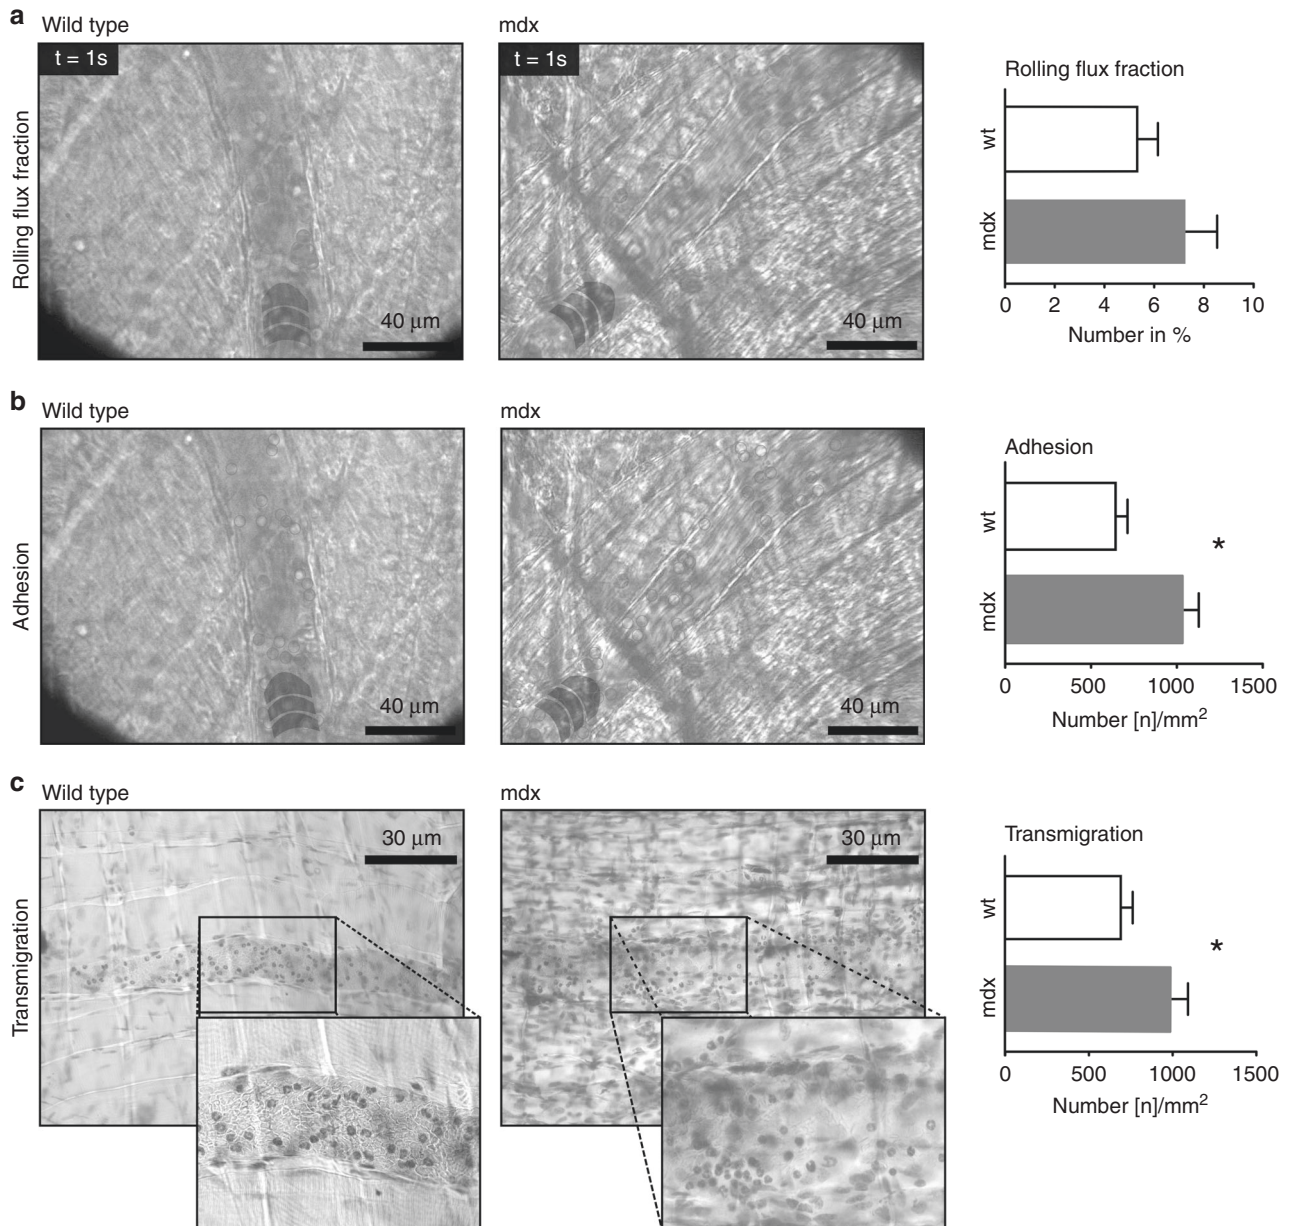 a
Wild type
mdx
t = 1s
t = 1s
Rolling flux fraction
40 μm
40 μm
Rolling flux fraction
wt
mdx
0 2 4 6 8 10
Number in %
b
Wild type
mdx
Adhesion
40 μm
40 μm
Adhesion
wt
*
mdx
0 500 1000 1500
Number [n]/mm²
c
Wild type
mdx
Transmigration
30 μm
30 μm
Transmigration
wt
*
mdx
0 500 1000 1500
Number [n]/mm²